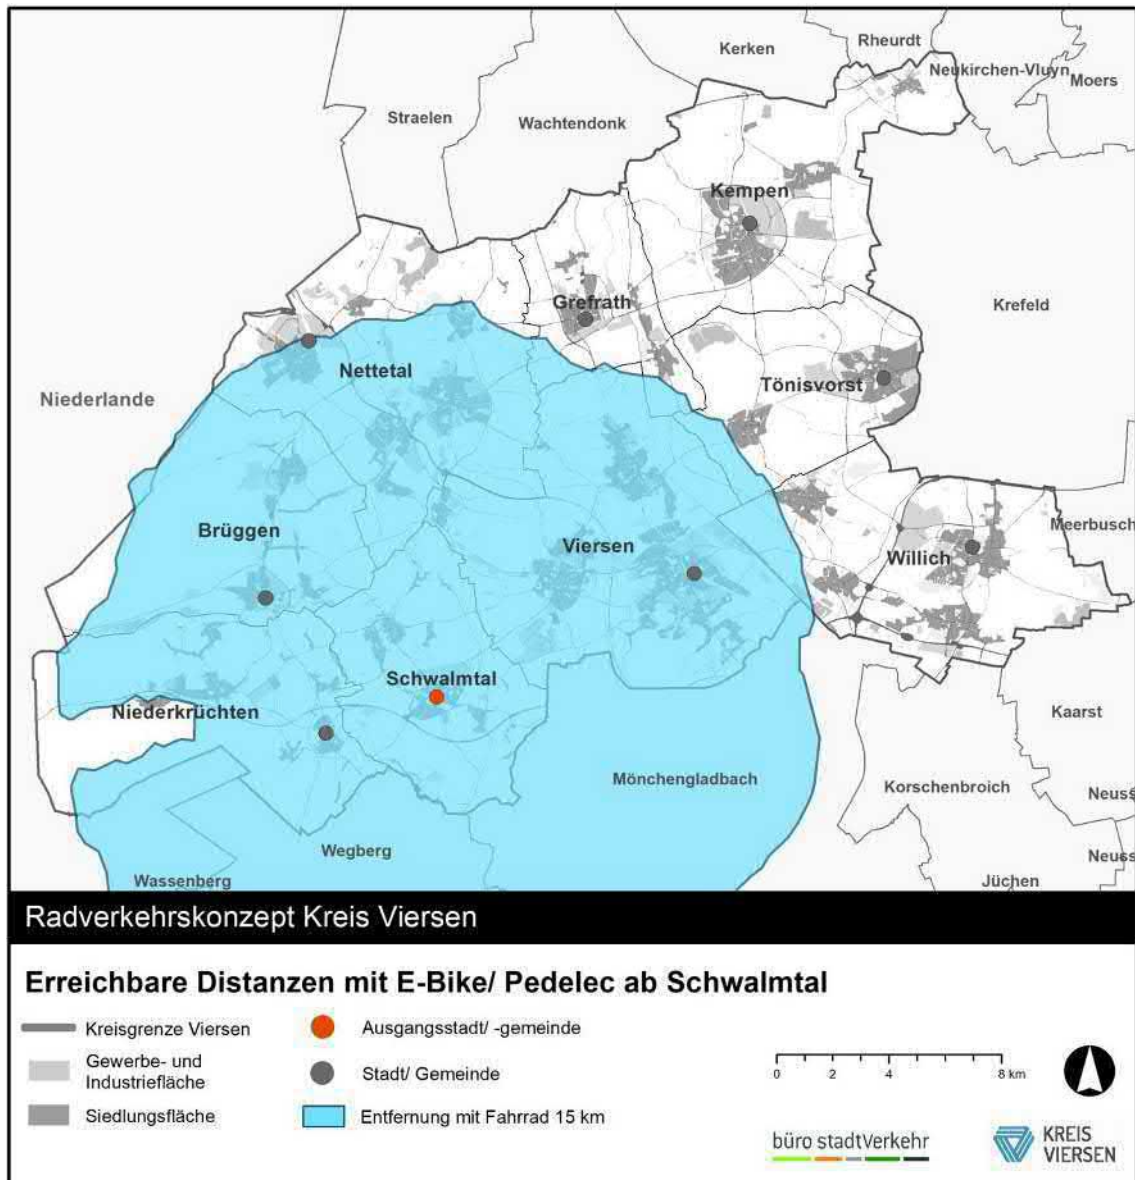 Kerken
Rheurdt
Neukirchen-Vluyn
Moers
Straelen
Wachtendonk
Kempen
Krefeld
Grefrath
Nettetal
Tönisvorst
Niederlande
Brüggen
Viersen
Meerbusch
Willich
Schwalmtal
Niederkrüchten
Kaarst
Mönchengladbach
Korschenbroich
Neuss
Wegberg
Neuss
Wassenberg
Jüchen
Radverkehrskonzept Kreis Viersen
Erreichbare Distanzen mit E-Bike/ Pedelec ab Schwalmtal
Kreisgrenze Viersen
Gewerbe- und
Industriefläche
Siedlungsfläche
Ausgangsstadt/ -gemeinde
Stadt/ Gemeinde
Entfernung mit Fahrrad 15 km
0 2 4 8 km
büro stadtVerkehr
KREIS
VIERSEN